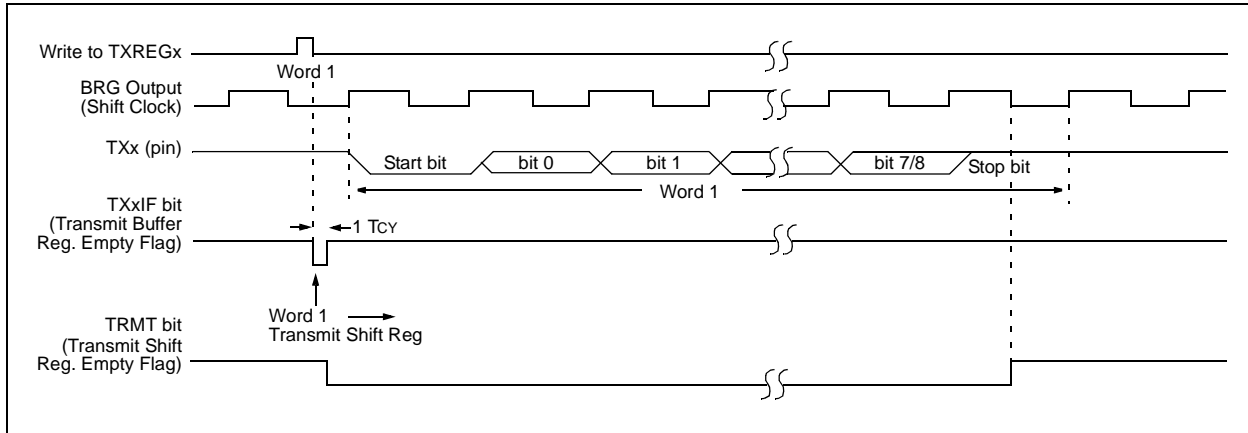 Write to TXREGx
Word 1
BRG Output
(Shift Clock)
TXx (pin)
Start bit
bit 0
bit 1
bit 7/8
Stop bit
Word 1
TXxIF bit
(Transmit Buffer
Reg. Empty Flag)
1 TCY
Word 1
Transmit Shift Reg
TRMT bit
(Transmit Shift
Reg. Empty Flag)